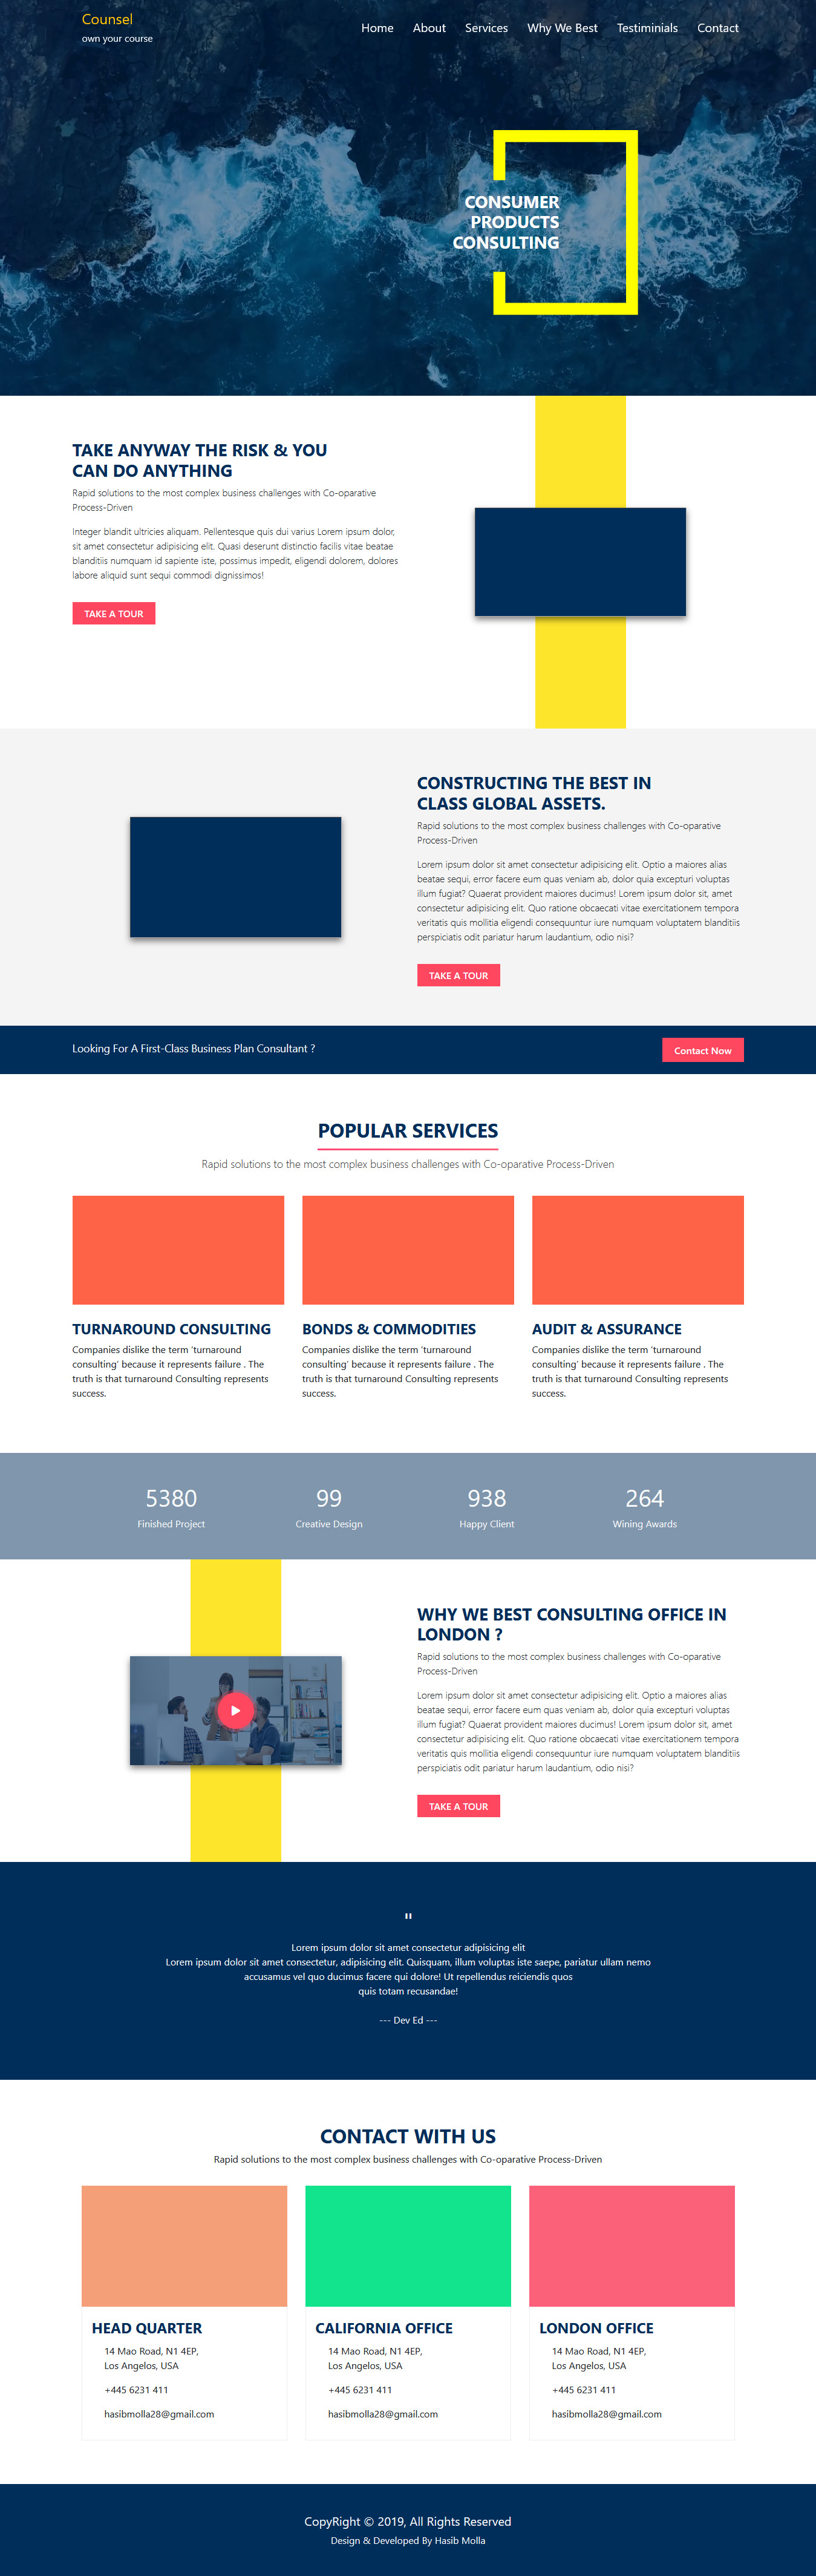 Counsel
own your course
Home About Services Why We Best Testiminials Contact
CONSUMER
PRODUCTS
CONSULTING
TAKE ANYWAY THE RISK & YOU
CAN DO ANYTHING
Rapid solutions to the most complex business challenges with Co-oparative
Process-Driven
Integer blandit ultricies aliquam. Pellentesque quis dui varius Lorem ipsum dolor,
sit amet consectetur adipisicing elit. Quasi deserunt distinctio facilis vitae beatae
blanditiis numquam id sapiente iste, possimus impedit, eligendi dolorem, dolores
labore aliquid sunt sequi commodi dignissimos!
TAKE A TOUR
CONSTRUCTING THE BEST IN
CLASS GLOBAL ASSETS.
Rapid solutions to the most complex business challenges with Co-oparative
Process-Driven
Lorem ipsum dolor sit amet consectetur adipisicing elit. Optio a maiores alias
beatae sequi, error facere eum quas veniam ab, dolor quia excepturi voluptas
illum fugiat? Quaerat provident maiores ducimus! Lorem ipsum dolor sit, amet
consectetur adipisicing elit. Quo ratione obcaecati vitae exercitationem tempora
veritatis quis mollitia eligendi consequuntur iure numquam voluptatem blanditiis
perspiciatis odit pariatur harum laudantium, odio nisi?
TAKE A TOUR
Looking For A First-Class Business Plan Consultant ?
Contact Now
POPULAR SERVICES
Rapid solutions to the most complex business challenges with Co-oparative Process-Driven
TURNAROUND CONSULTING
Companies dislike the term ‘turnaround
consulting’ because it represents failure . The
truth is that turnaround Consulting represents
success.
BONDS & COMMODITIES
Companies dislike the term ‘turnaround
consulting’ because it represents failure . The
truth is that turnaround Consulting represents
success.
AUDIT & ASSURANCE
Companies dislike the term ‘turnaround
consulting’ because it represents failure . The
truth is that turnaround Consulting represents
success.
5380
Finished Project
99
Creative Design
938
Happy Client
264
Wining Awards
WHY WE BEST CONSULTING OFFICE IN
LONDON ?
Rapid solutions to the most complex business challenges with Co-oparative
Process-Driven
Lorem ipsum dolor sit amet consectetur adipisicing elit. Optio a maiores alias
beatae sequi, error facere eum quas veniam ab, dolor quia excepturi voluptas
illum fugiat? Quaerat provident maiores ducimus! Lorem ipsum dolor sit, amet
consectetur adipisicing elit. Quo ratione obcaecati vitae exercitationem tempora
veritatis quis mollitia eligendi consequuntur iure numquam voluptatem blanditiis
perspiciatis odit pariatur harum laudantium, odio nisi?
TAKE A TOUR
"
Lorem ipsum dolor sit amet consectetur adipisicing elit
Lorem ipsum dolor sit amet consectetur, adipisicing elit. Quisquam, illum voluptas iste saepe, pariatur ullam nemo
accusamus vel quo ducimus facere qui dolore! Ut repellendus reiciendis quos
quis totam recusandae!
--- Dev Ed ---
CONTACT WITH US
Rapid solutions to the most complex business challenges with Co-oparative Process-Driven
HEAD QUARTER
14 Mao Road, N1 4EP,
Los Angelos, USA
+445 6231 411
hasibmolla28@gmail.com
CALIFORNIA OFFICE
14 Mao Road, N1 4EP,
Los Angelos, USA
+445 6231 411
hasibmolla28@gmail.com
LONDON OFFICE
14 Mao Road, N1 4EP,
Los Angelos, USA
+445 6231 411
hasibmolla28@gmail.com
CopyRight © 2019, All Rights Reserved
Design & Developed By Hasib Molla